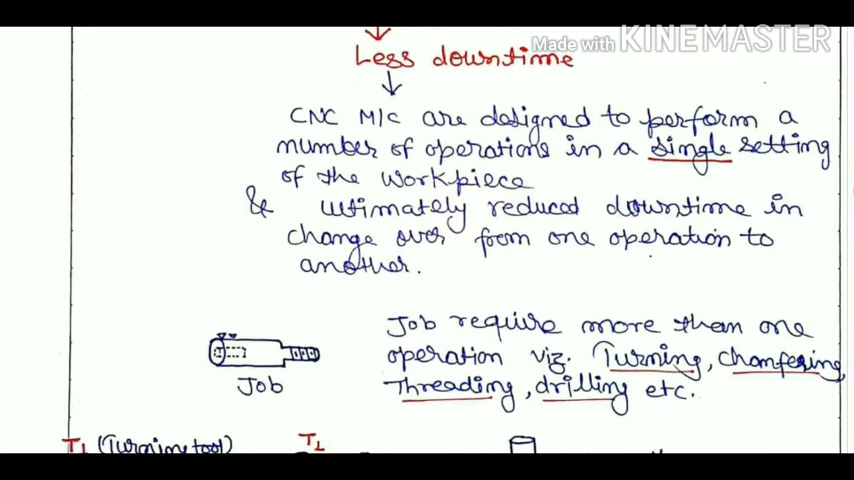 Made with KINEMASTER
Less downtime
CNC M/C are designed to perform a
number of operations in a single setting
of the workpiece
& ultimately reduced downtime in
change over from one operation to
another.
Job require more than one
operation viz. Turning, chamfering,
Threading, drilling etc.
Job
T1 (Turning tool)
T1